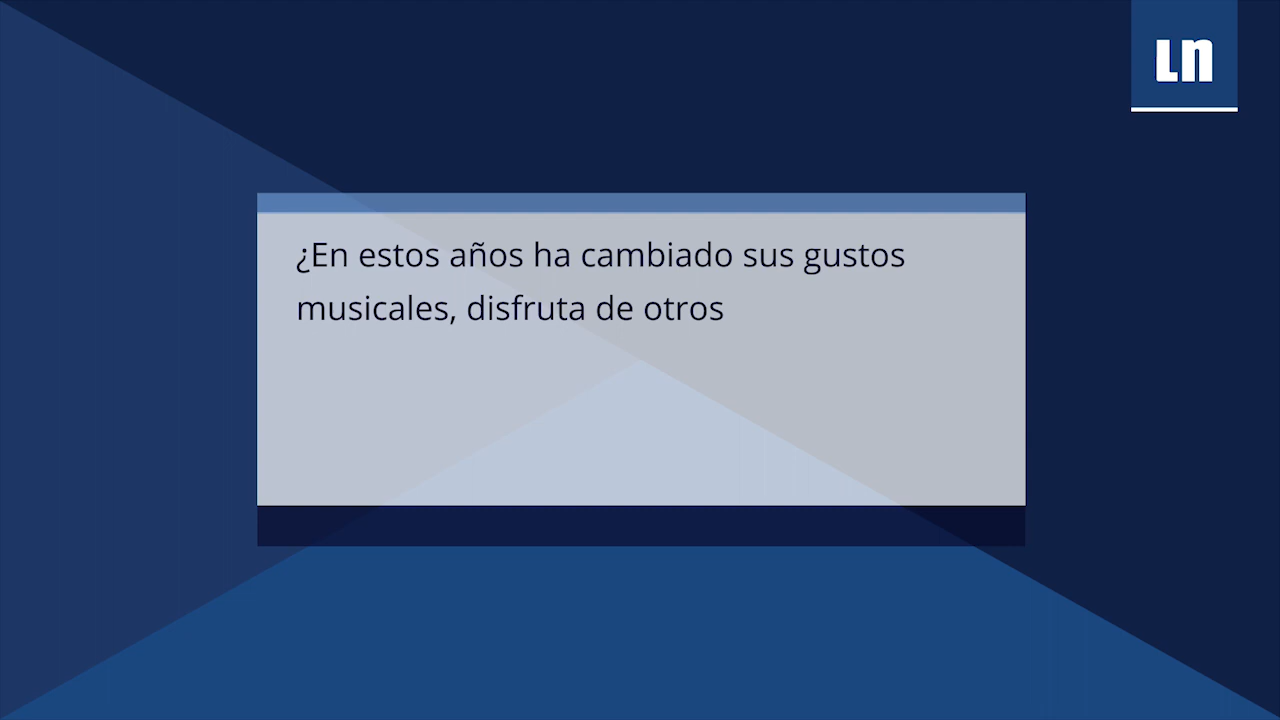 LN
¿En estos años ha cambiado sus gustos
musicales, disfruta de otros